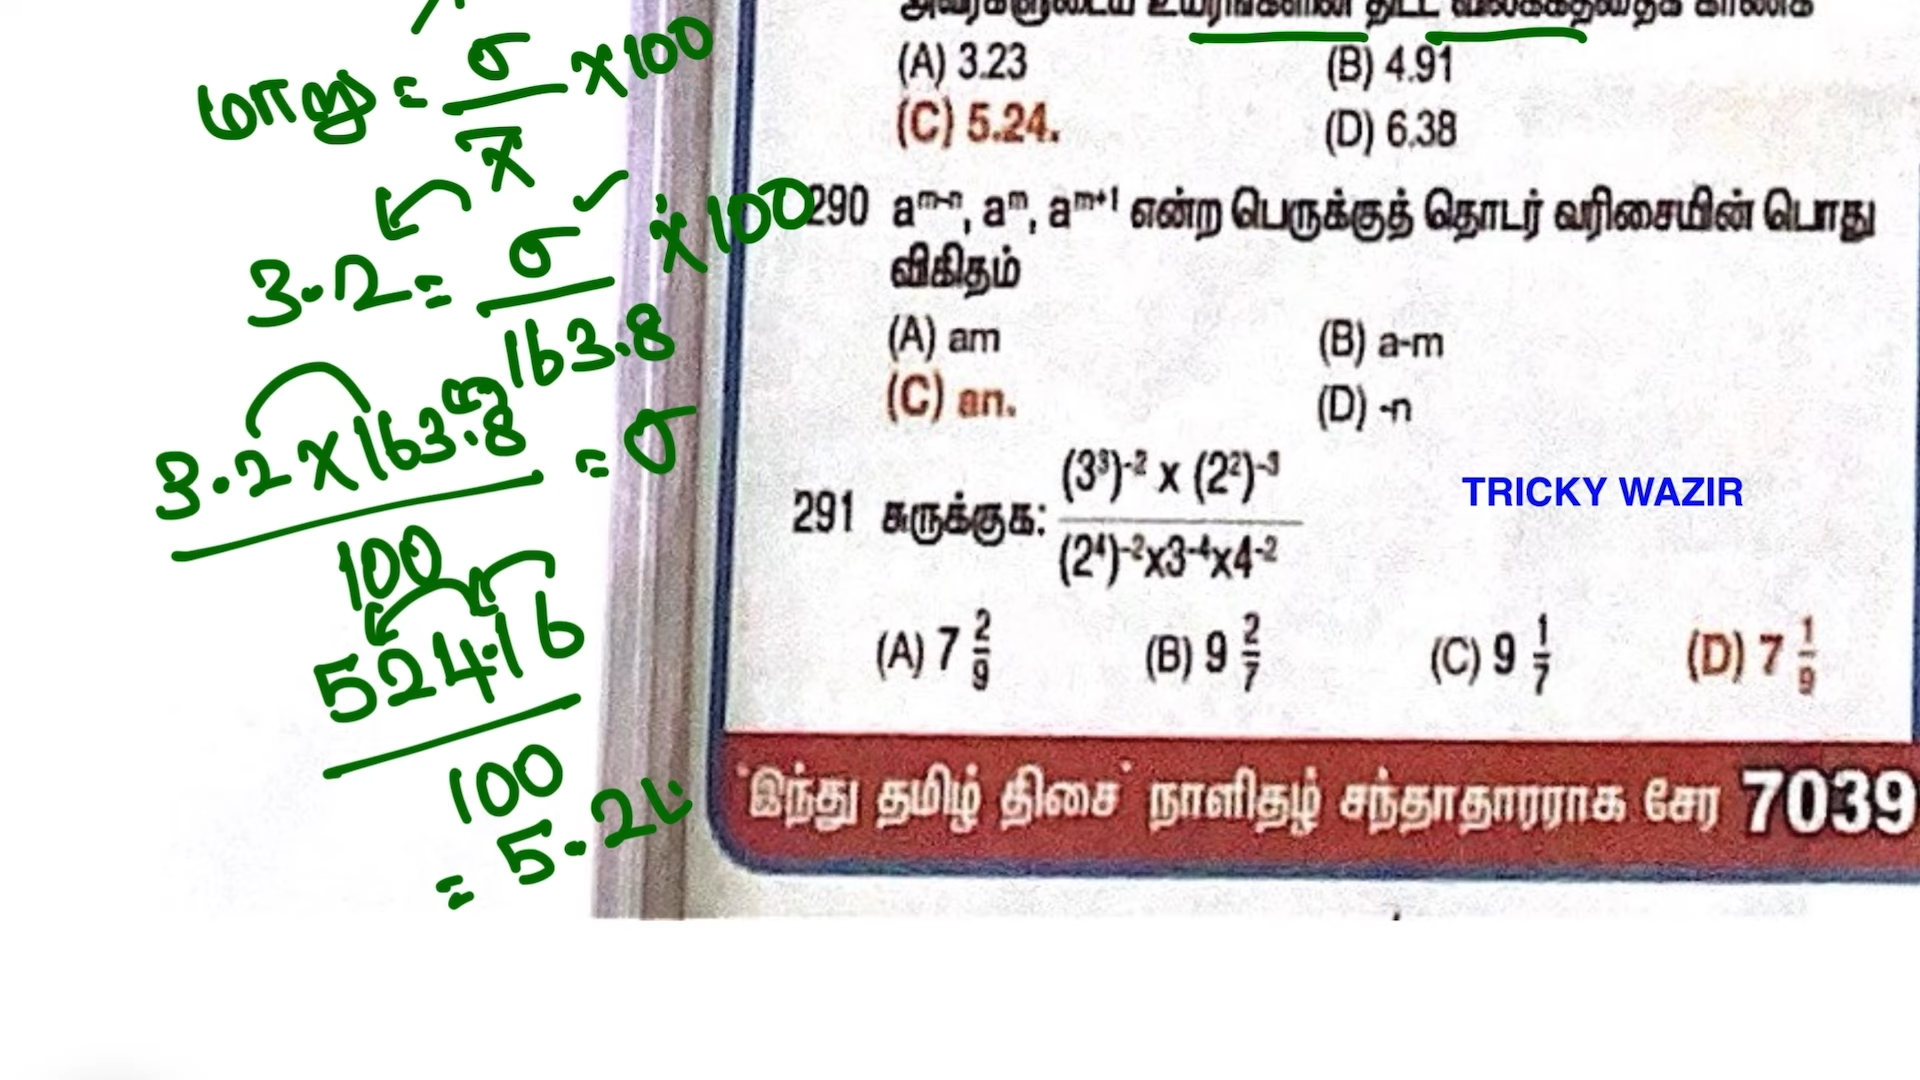 (A) 3.23 (B) 4.91
(C) 5.24. (D) 6.38
மாறு = σ/x̄ × 100
3.2 = σ/163.8 × 100
3.2 × 163.8 / 100 = σ
524.16 / 100
= 5.24
290 aᵐ⁻ⁿ, aᵐ, aᵐ⁺¹ என்ற பெருக்குத் தொடர் வரிசையின் பொது
விகிதம்
(A) am (B) a-m
(C) an. (D) -n
291 சுருக்குக: (3³)⁻² x (2²)⁻³ / (2⁴)⁻²x3⁻⁴x4⁻²
TRICKY WAZIR
(A) 7 2/9 (B) 9 2/7 (C) 9 1/7 (D) 7 1/9
'இந்து தமிழ் திசை' நாளிதழ் சந்தாதாரராக சேர 7039